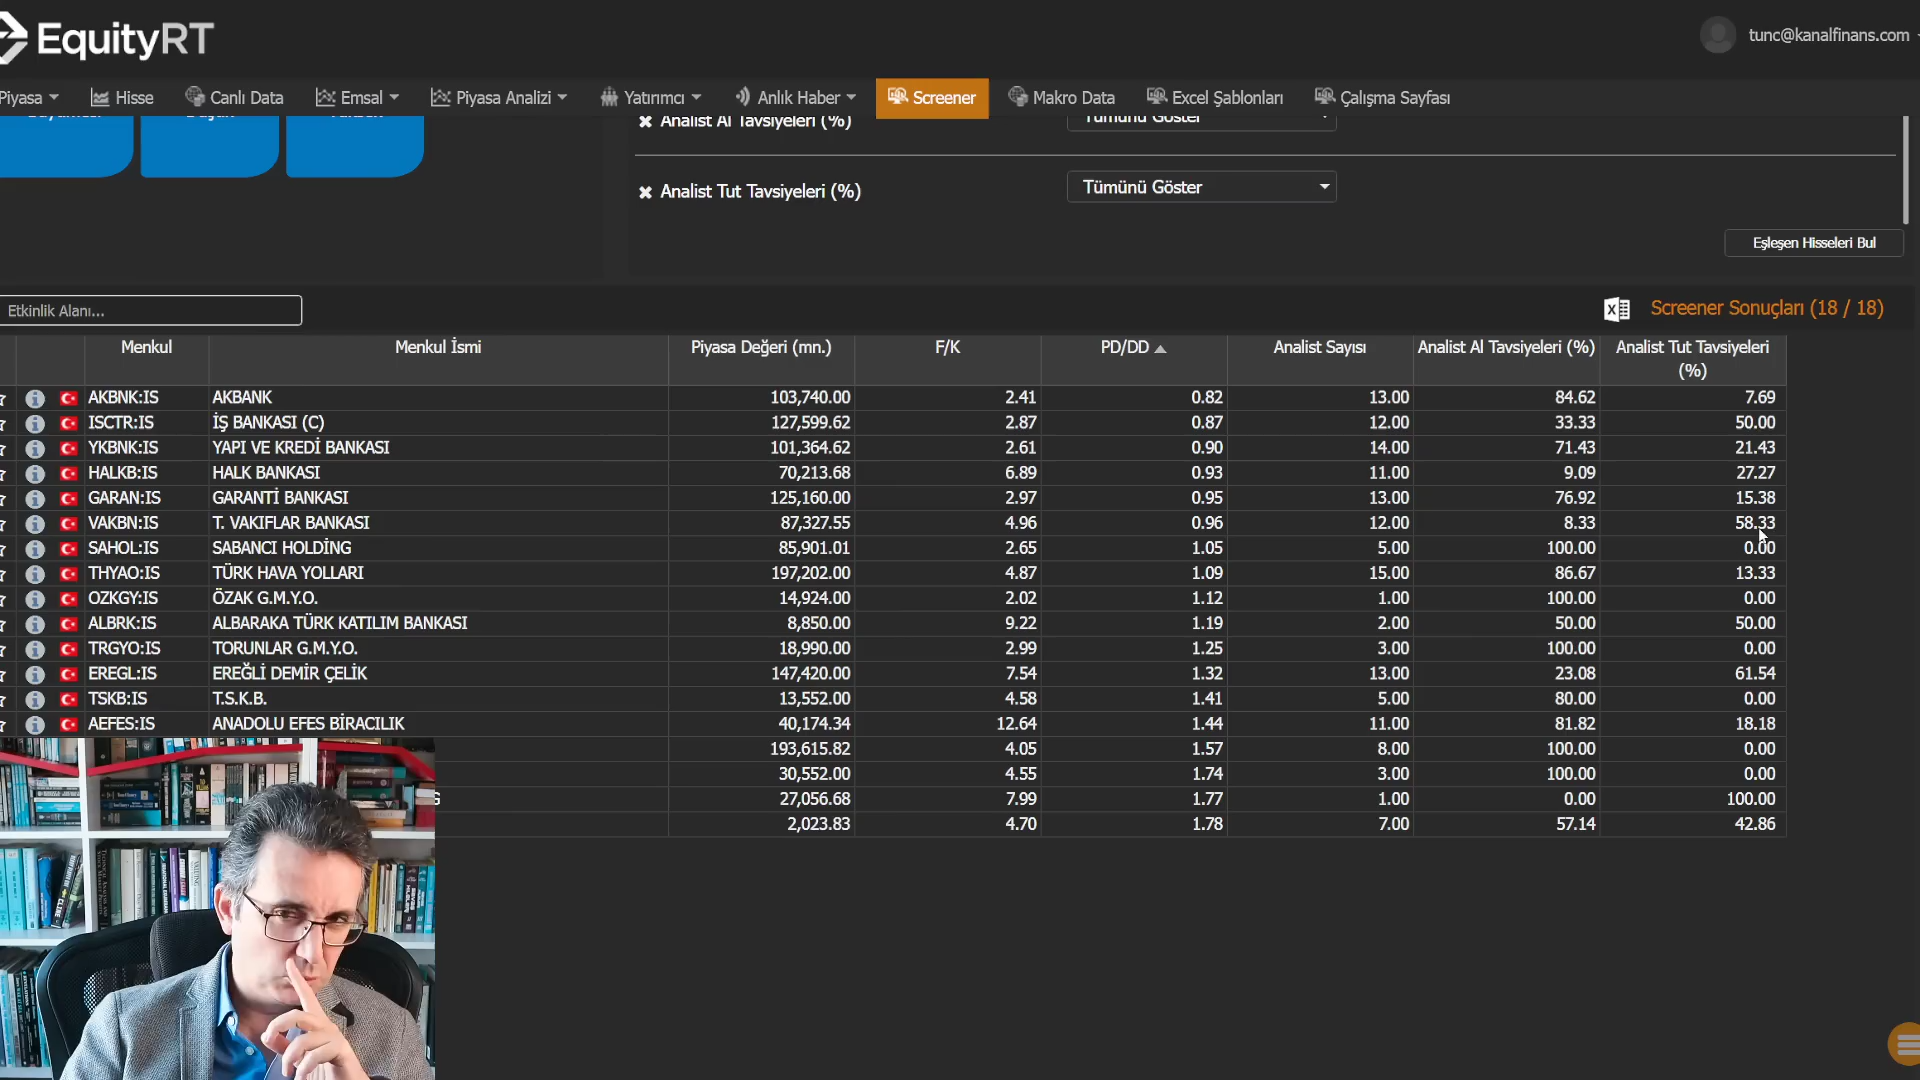 EquityRT
tunc@kanalfinans.com
Piyasa
Hisse
Canlı Data
Emsal
Piyasa Analizi
Yatırımcı
Anlık Haber
Screener
Makro Data
Excel Şablonları
Çalışma Sayfası
Analist Al Tavsiyeleri (%)
Tümünü Göster
Analist Tut Tavsiyeleri (%)
Tümünü Göster
Eşleşen Hisseleri Bul
Etkinlik Alanı...
Screener Sonuçları (18 / 18)
Menkul Menkul İsmi Piyasa Değeri (mn.) F/K PD/DD Analist Sayısı Analist Al Tavsiyeleri (%) Analist Tut Tavsiyeleri (%)
AKBNK:IS AKBANK 103,740.00 2.41 0.82 13.00 84.62 7.69
ISCTR:IS İŞ BANKASI (C) 127,599.62 2.87 0.87 12.00 33.33 50.00
YKBNK:IS YAPI VE KREDİ BANKASI 101,364.62 2.61 0.90 14.00 71.43 21.43
HALKB:IS HALK BANKASI 70,213.68 6.89 0.93 11.00 9.09 27.27
GARAN:IS GARANTİ BANKASI 125,160.00 2.97 0.95 13.00 76.92 15.38
VAKBN:IS T. VAKIFLAR BANKASI 87,327.55 4.96 0.96 12.00 8.33 58.33
SAHOL:IS SABANCI HOLDİNG 85,901.01 2.65 1.05 5.00 100.00 0.00
THYAO:IS TÜRK HAVA YOLLARI 197,202.00 4.87 1.09 15.00 86.67 13.33
OZKGY:IS ÖZAK G.M.Y.O. 14,924.00 2.02 1.12 1.00 100.00 0.00
ALBRK:IS ALBARAKA TÜRK KATILIM BANKASI 8,850.00 9.22 1.19 2.00 50.00 50.00
TRGYO:IS TORUNLAR G.M.Y.O. 18,990.00 2.99 1.25 3.00 100.00 0.00
EREGL:IS EREĞLİ DEMİR ÇELİK 147,420.00 7.54 1.32 13.00 23.08 61.54
TSKB:IS T.S.K.B. 13,552.00 4.58 1.41 5.00 80.00 0.00
AEFES:IS ANADOLU EFES BİRACILIK 40,174.34 12.64 1.44 11.00 81.82 18.18
193,615.82 4.05 1.57 8.00 100.00 0.00
30,552.00 4.55 1.74 3.00 100.00 0.00
G 27,056.68 7.99 1.77 1.00 0.00 100.00
2,023.83 4.70 1.78 7.00 57.14 42.86